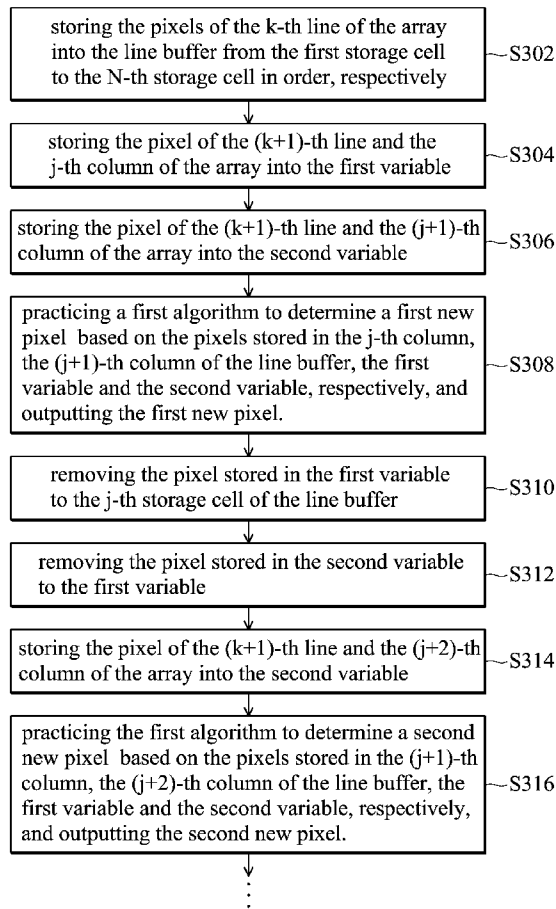 storing the pixels of the k-th line of the array
into the line buffer from the first storage cell
to the N-th storage cell in order, respectively
S302
storing the pixel of the (k+1)-th line and the
j-th column of the array into the first variable
S304
storing the pixel of the (k+1)-th line and the (j+1)-th
column of the array into the second variable
S306
practicing a first algorithm to determine a first new
pixel based on the pixels stored in the j-th column,
the (j+1)-th column of the line buffer, the first
variable and the second variable, respectively, and
outputting the first new pixel.
S308
removing the pixel stored in the first variable
to the j-th storage cell of the line buffer
S310
removing the pixel stored in the second variable
to the first variable
S312
storing the pixel of the (k+1)-th line and the (j+2)-th
column of the array into the second variable
S314
practicing the first algorithm to determine a second
new pixel based on the pixels stored in the (j+1)-th
column, the (j+2)-th column of the line buffer, the
first variable and the second variable, respectively,
and outputting the second new pixel.
S316